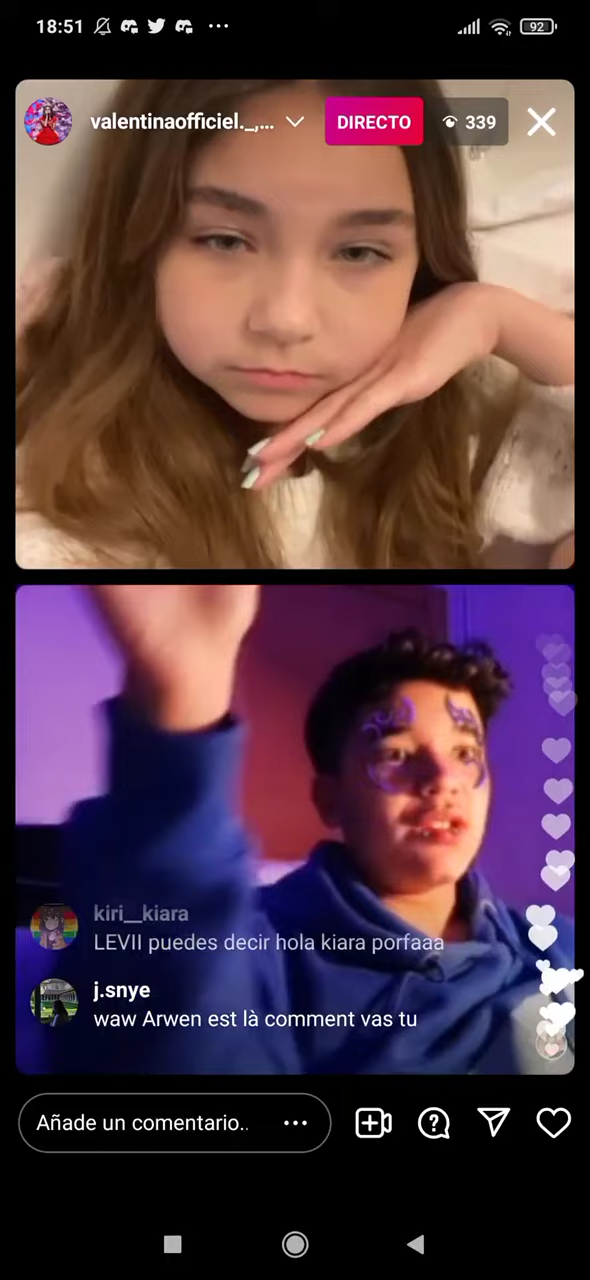 18:51
92
valentinaofficiel._,...
DIRECTO
339
kiri__kiara
LEVII puedes decir hola kiara porfaaa
j.snye
waw Arwen est là comment vas tu
Añade un comentario..